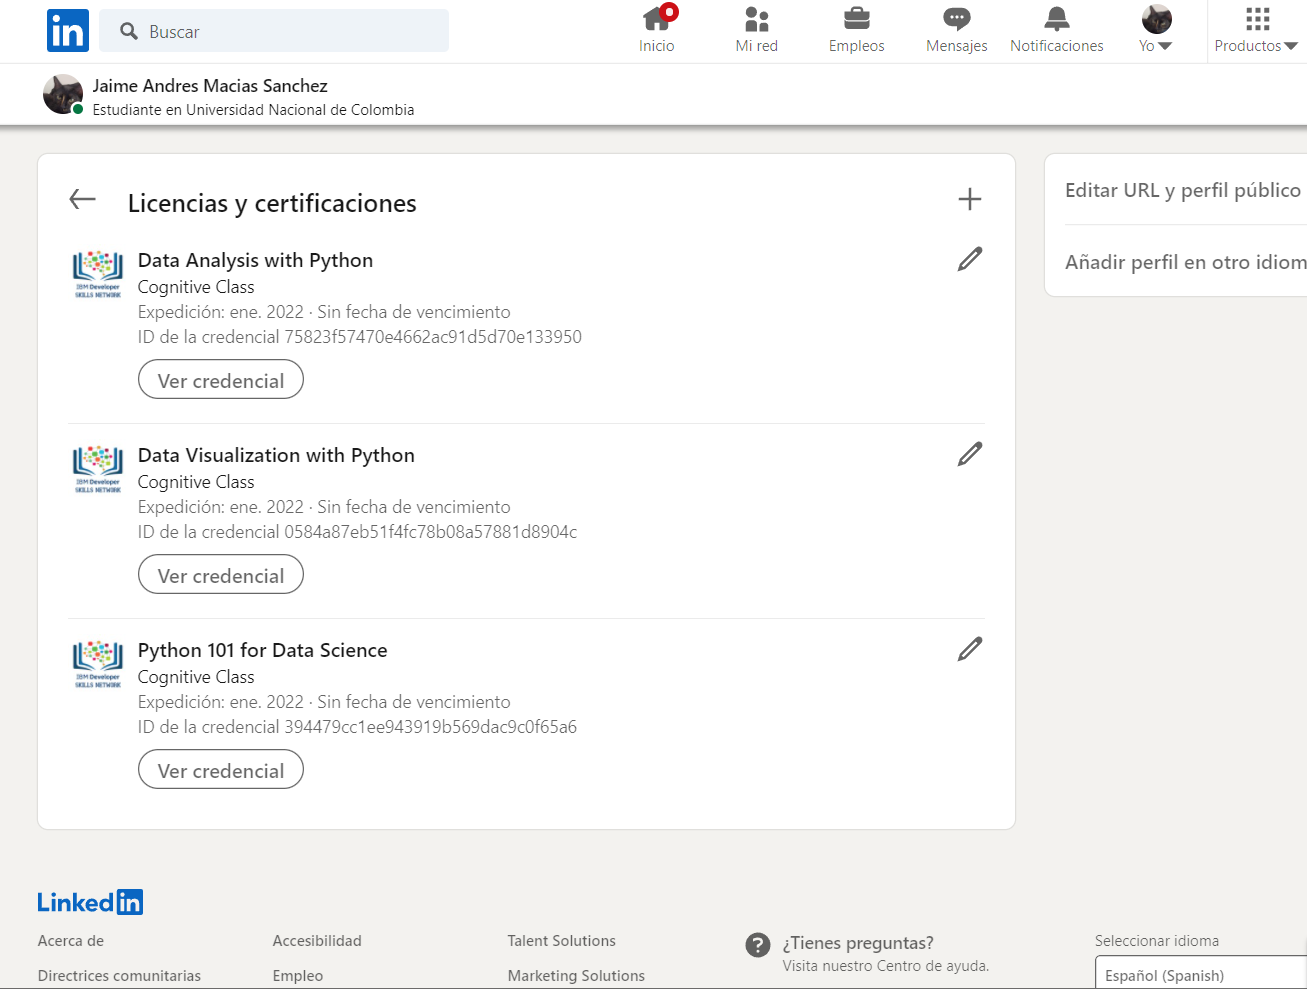 in
Buscar
Inicio
Mi red
Empleos
Mensajes
Notificaciones
Yo
Productos
Jaime Andres Macias Sanchez
Estudiante en Universidad Nacional de Colombia
Licencias y certificaciones
Editar URL y perfil público
Añadir perfil en otro idiom
IBM Developer
SKILLS NETWORK
Data Analysis with Python
Cognitive Class
Expedición: ene. 2022 · Sin fecha de vencimiento
ID de la credencial 75823f57470e4662ac91d5d70e133950
Ver credencial
IBM Developer
SKILLS NETWORK
Data Visualization with Python
Cognitive Class
Expedición: ene. 2022 · Sin fecha de vencimiento
ID de la credencial 0584a87eb51f4fc78b08a57881d8904c
Ver credencial
IBM Developer
SKILLS NETWORK
Python 101 for Data Science
Cognitive Class
Expedición: ene. 2022 · Sin fecha de vencimiento
ID de la credencial 394479cc1ee943919b569dac9c0f65a6
Ver credencial
Linkedin
Acerca de
Accesibilidad
Talent Solutions
¿Tienes preguntas?
Visita nuestro Centro de ayuda.
Seleccionar idioma
Directrices comunitarias
Empleo
Marketing Solutions
Español (Spanish)